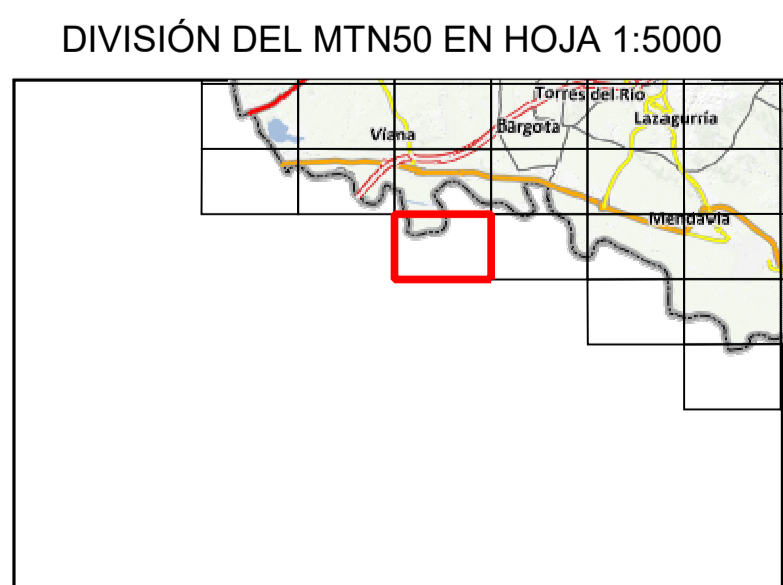 DIVISIÓN DEL MTN50 EN HOJA 1:5000
Torres del Río
Lazagurría
Bargota
Viana
Mendavia